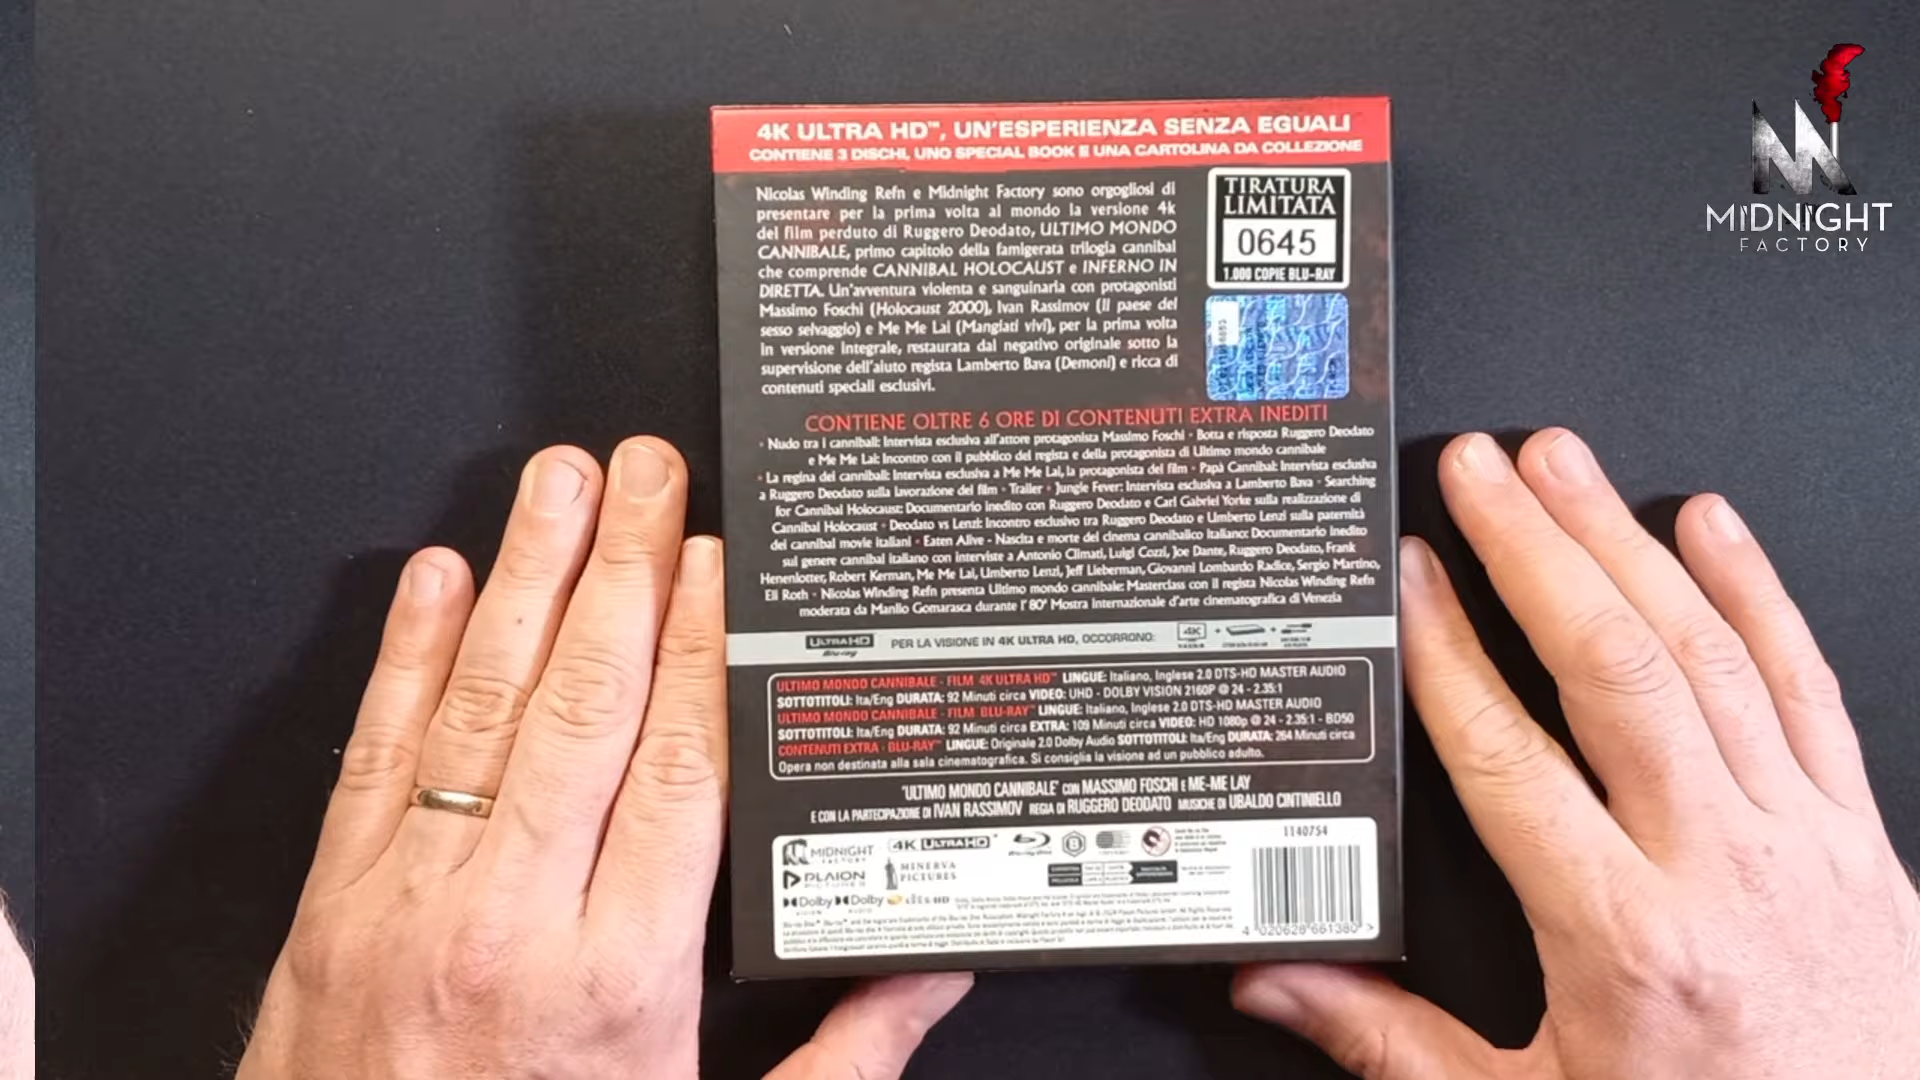 4K ULTRA HD™, UN'ESPERIENZA SENZA EGUALI
CONTIENE 3 DISCHI, UNO SPECIAL BOOK E UNA CARTOLINA DA COLLEZIONE
Nicolas Winding Refn e Midnight Factory sono orgogliosi di
presentare per la prima volta al mondo la versione 4k
del film perduto di Ruggero Deodato, ULTIMO MONDO
CANNIBALE, primo capitolo della famigerata trilogia cannibal
che comprende CANNIBAL HOLOCAUST e INFERNO IN
DIRETTA. Un'avventura violenta e sanguinaria con protagonisti
Massimo Foschi (Holocaust 2000), Ivan Rassimov (Il paese del
sesso selvaggio) e Me Me Lai (Mangiati vivi), per la prima volta
in versione integrale, restaurata dal negativo originale sotto la
supervisione dell'aiuto regista Lamberto Bava (Demoni) e ricca di
contenuti speciali esclusivi.
TIRATURA
LIMITATA
0645
1.000 COPIE BLU-RAY
CONTIENE OLTRE 6 ORE DI CONTENUTI EXTRA INEDITI
• Nudo tra i cannibali: Intervista esclusiva all'attore protagonista Massimo Foschi • Botta e risposta Ruggero Deodato
e Me Me Lai: Incontro con il pubblico del regista e della protagonista di Ultimo mondo cannibale
• La regina dei cannibali: Intervista esclusiva a Me Me Lai, la protagonista del film • Papà Cannibal: Intervista esclusiva
a Ruggero Deodato sulla lavorazione del film • Trailer • Jungle Fever: Intervista esclusiva a Lamberto Bava • Searching
for Cannibal Holocaust: Documentario inedito con Ruggero Deodato e Carl Gabriel Yorke sulla realizzazione di
Cannibal Holocaust • Deodato vs Lenzi: Incontro esclusivo tra Ruggero Deodato e Umberto Lenzi sulla paternità
dei cannibal movie italiani • Eaten Alive - Nascita e morte del cinema cannibalico italiano: Documentario inedito
sul genere cannibal italiano con interviste a Antonio Climati, Luigi Cozzi, Joe Dante, Ruggero Deodato, Frank
Henenlotter, Robert Kerman, Me Me Lai, Umberto Lenzi, Jeff Lieberman, Giovanni Lombardo Radice, Sergio Martino,
Eli Roth • Nicolas Winding Refn presenta Ultimo mondo cannibale: Masterclass con il regista Nicolas Winding Refn
moderata da Manlio Gomarasca durante l' 80ª Mostra Internazionale d'arte cinematografica di Venezia
ULTRA HD Blu-ray PER LA VISIONE IN 4K ULTRA HD, OCCORRONO: 4K + +
ULTIMO MONDO CANNIBALE - FILM 4K ULTRA HD™ LINGUE: Italiano, Inglese 2.0 DTS-HD MASTER AUDIO
SOTTOTITOLI: Ita/Eng DURATA: 92 Minuti circa VIDEO: UHD - DOLBY VISION 2160P @ 24 - 2.35:1
ULTIMO MONDO CANNIBALE - FILM BLU-RAY™ LINGUE: Italiano, Inglese 2.0 DTS-HD MASTER AUDIO
SOTTOTITOLI: Ita/Eng DURATA: 92 Minuti circa EXTRA: 109 Minuti circa VIDEO: HD 1080p @ 24 - 2.35:1 - BD50
CONTENUTI EXTRA - BLU-RAY™ LINGUE: Originale 2.0 Dolby Audio SOTTOTITOLI: Ita/Eng DURATA: 264 Minuti circa
Opera non destinata alla sala cinematografica. Si consiglia la visione ad un pubblico adulto.
"ULTIMO MONDO CANNIBALE" CON MASSIMO FOSCHI E ME-ME LAY
E CON LA PARTECIPAZIONE DI IVAN RASSIMOV REGIA DI RUGGERO DEODATO MUSICHE DI UBALDO CINTINIELLO
MIDNIGHT FACTORY 4K ULTRA HD Blu-ray Disc B
PLAION PICTURES MINERVA PICTURES
Dolby VISION Dolby AUDIO dts-HD
1140754
4 020628 661380 >
MIDNIGHT
FACTORY